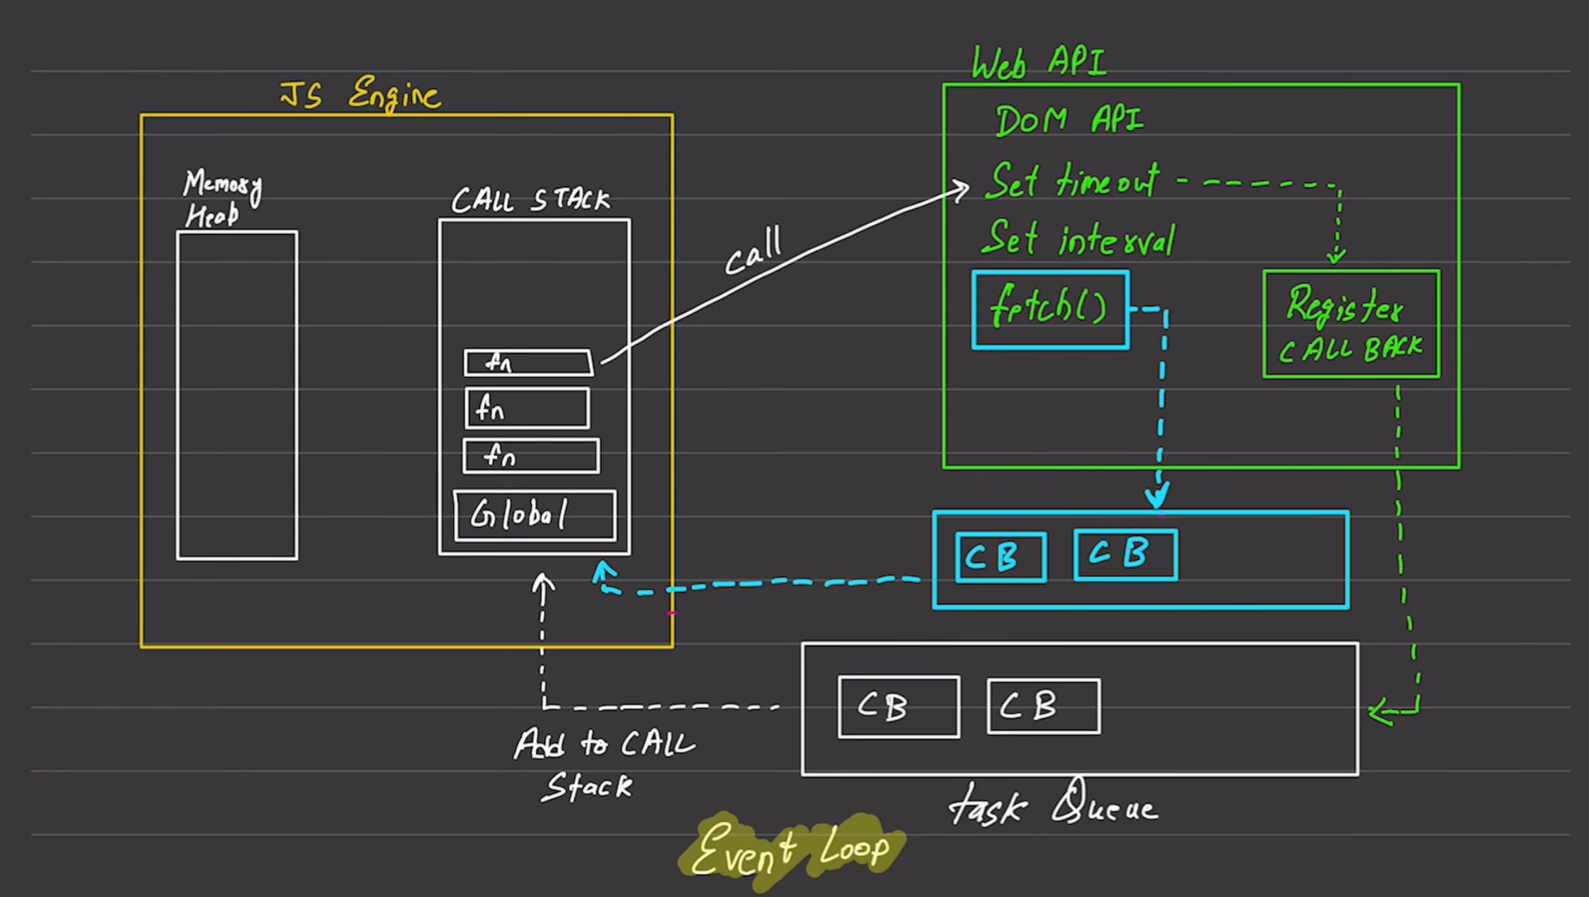 Web API
JS Engine
DOM API
Memory
Heap
CALL STACK
Set timeout
call
Set interval
fetch()
Register
CALL BACK
fn
fn
fn
Global
CB
CB
CB
CB
Add to CALL
Stack
task Queue
Event Loop